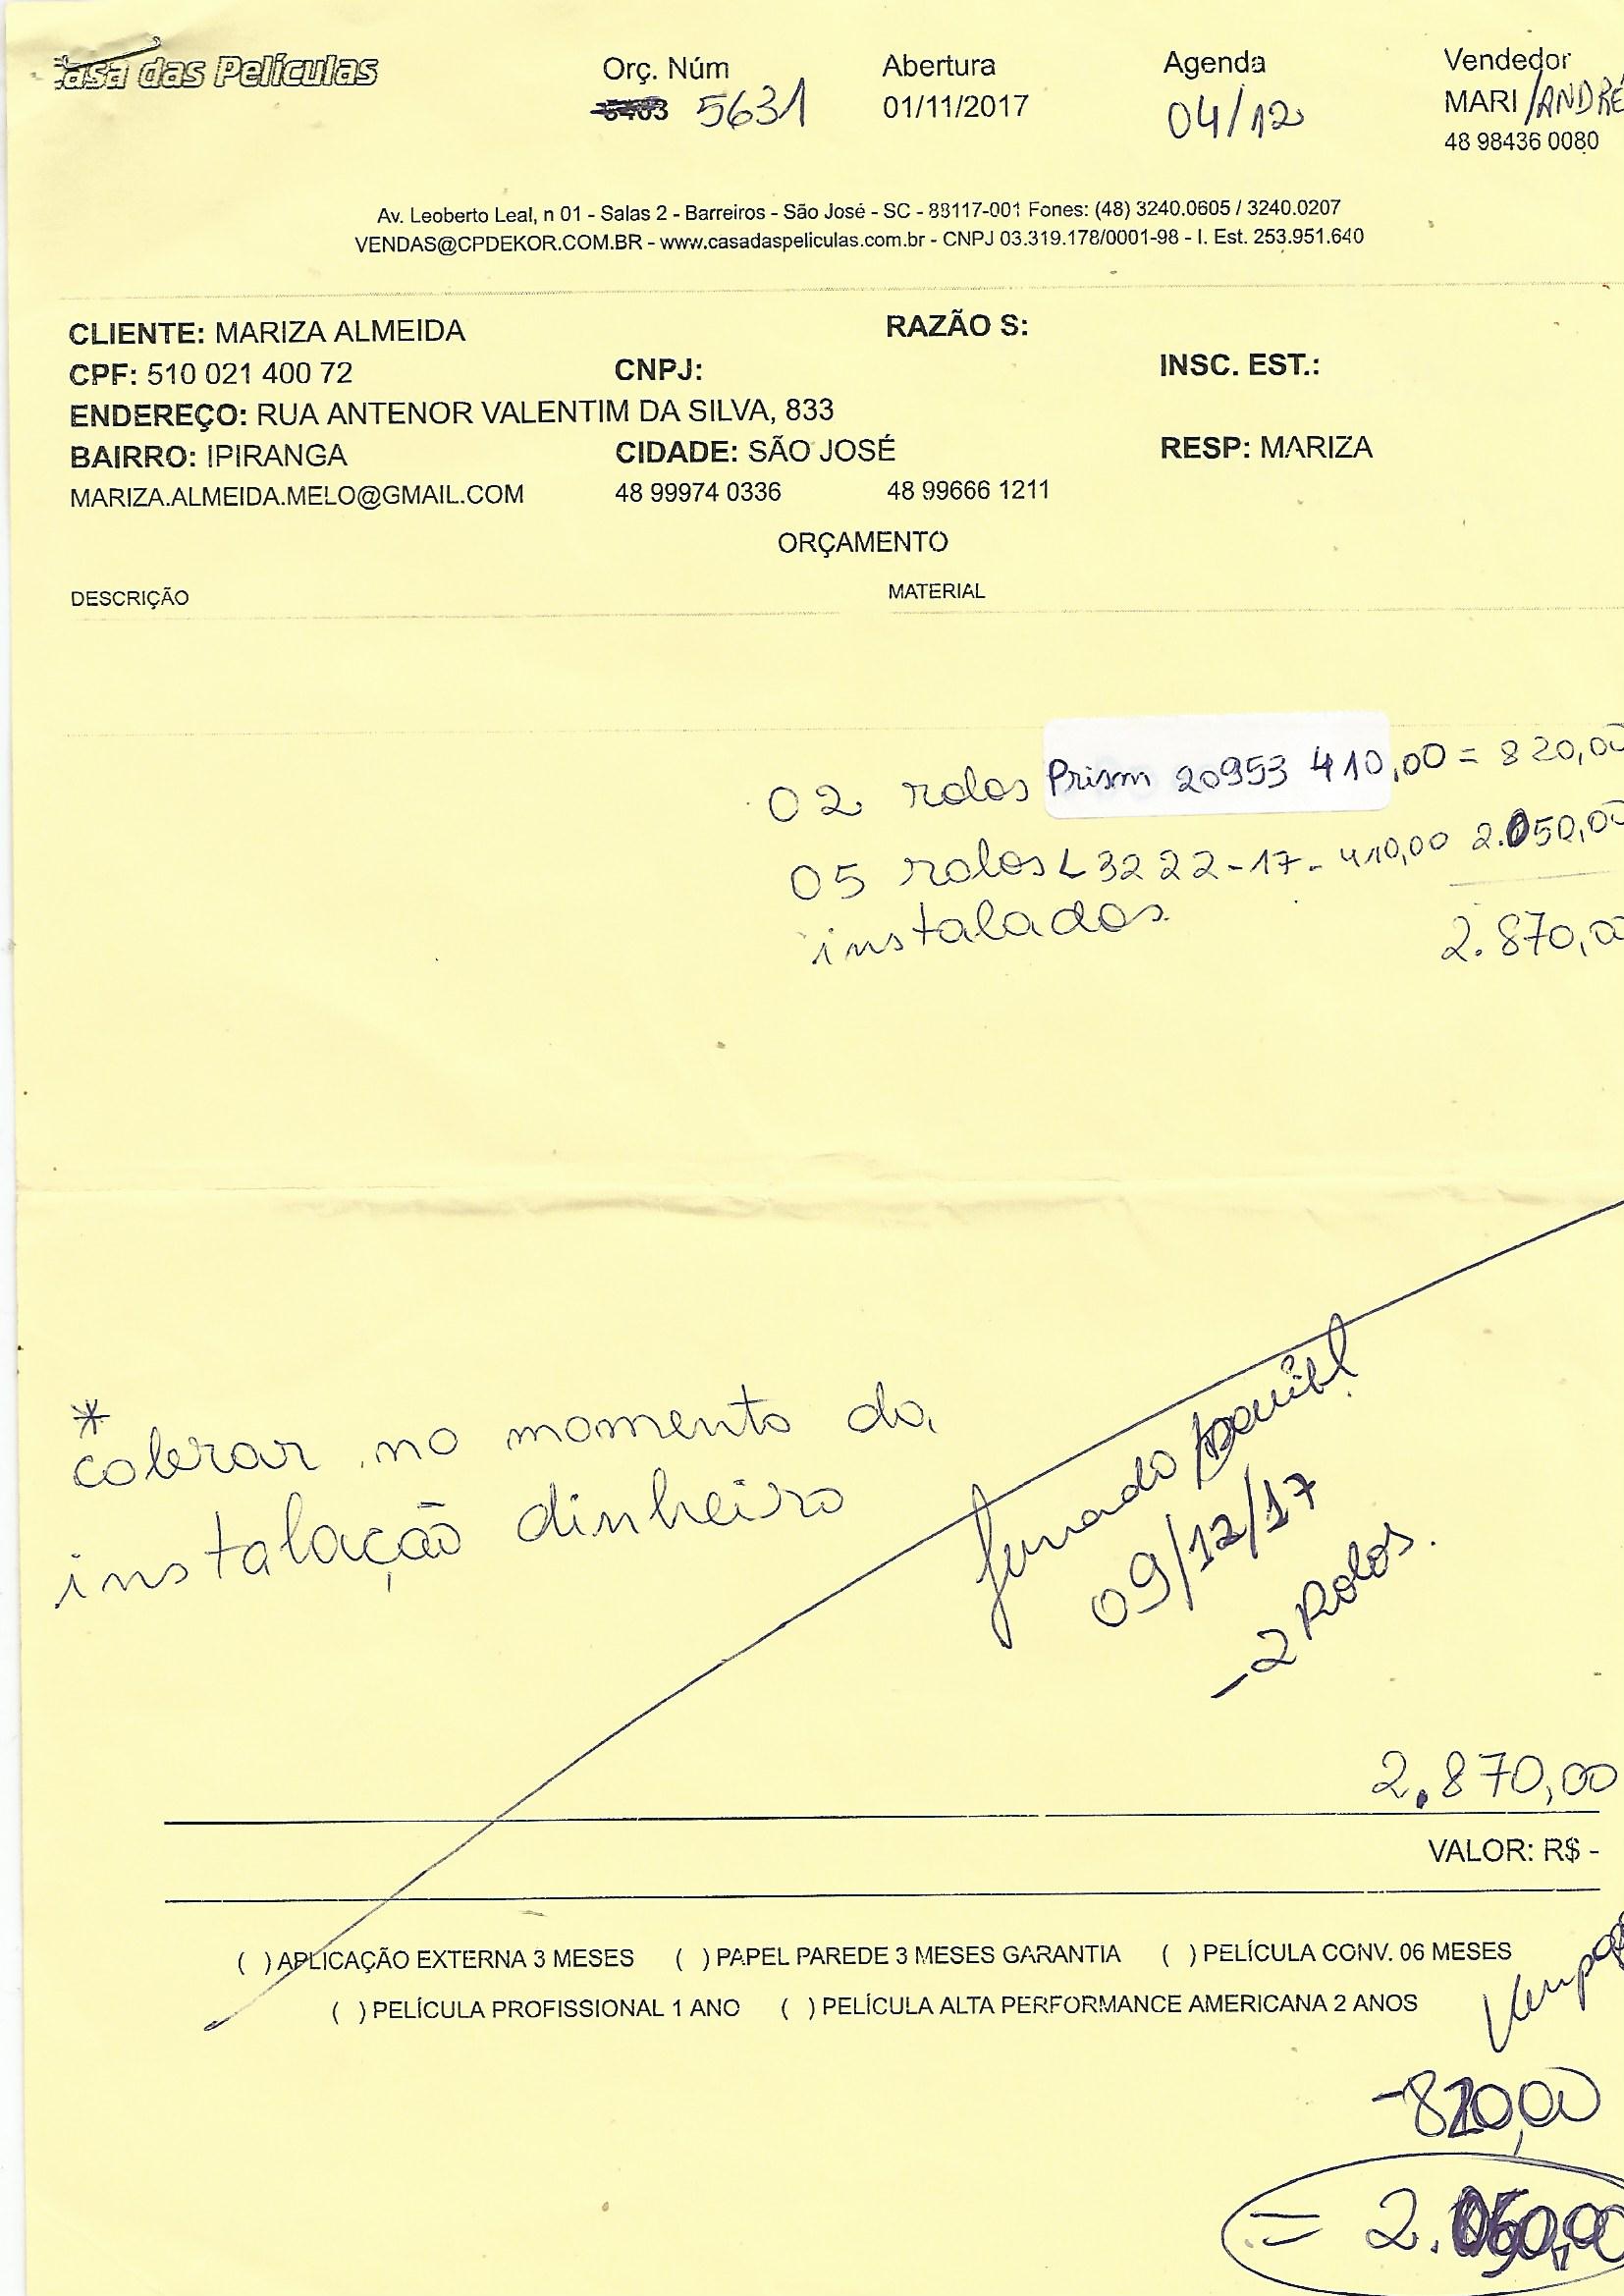 Casa das Películas
Orç. Núm Abertura Agenda Vendedor
5631 01/11/2017 04/12 MARI/ANDRÉ
48 98436 0080
Av. Leoberto Leal, n 01 - Salas 2 - Barreiros - São José - SC - 88117-001 Fones: (48) 3240.0605 / 3240.0207
VENDAS@CPDEKOR.COM.BR - www.casadaspeliculas.com.br - CNPJ 03.319.178/0001-98 - I. Est. 253.951.640
CLIENTE: MARIZA ALMEIDA RAZÃO S:
CPF: 510 021 400 72 CNPJ: INSC. EST.:
ENDEREÇO: RUA ANTENOR VALENTIM DA SILVA, 833
BAIRRO: IPIRANGA CIDADE: SÃO JOSÉ RESP: MARIZA
MARIZA.ALMEIDA.MELO@GMAIL.COM 48 99974 0336 48 99666 1211
ORÇAMENTO
DESCRIÇÃO MATERIAL
02 rolos Prism 20953 410,00 = 820,00
05 rolos L3222-17- 410,00 2.050,00
instalados 2.870,00
*
cobrar no momento da
instalação dinheiro
Daniel
09/12/17
-2 Rolos.
2.870,00
VALOR: R$ -
( ) APLICAÇÃO EXTERNA 3 MESES ( ) PAPEL PAREDE 3 MESES GARANTIA ( ) PELÍCULA CONV. 06 MESES
( ) PELÍCULA PROFISSIONAL 1 ANO ( ) PELÍCULA ALTA PERFORMANCE AMERICANA 2 ANOS
-820,00
= 2.050,00